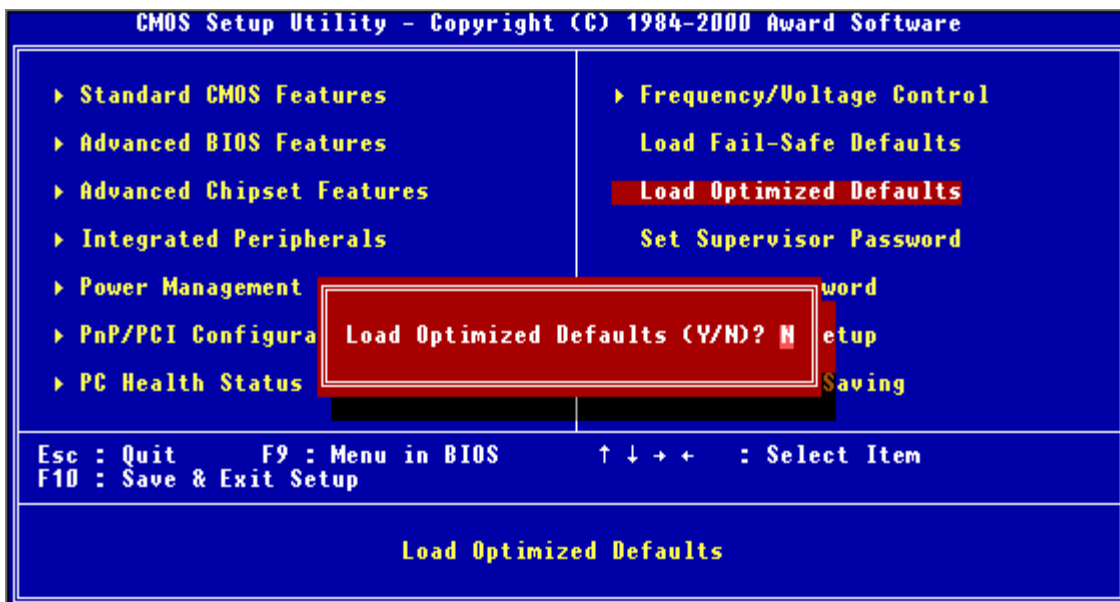 CMOS Setup Utility - Copyright (C) 1984-2000 Award Software
Standard CMOS Features
Advanced BIOS Features
Advanced Chipset Features
Integrated Peripherals
Power Management
PnP/PCI Configura
PC Health Status
Frequency/Voltage Control
Load Fail-Safe Defaults
Load Optimized Defaults
Set Supervisor Password
word
etup
Saving
Load Optimized Defaults (Y/N)? N
Esc : Quit F9 : Menu in BIOS ↑ ↓ → ← : Select Item
F10 : Save & Exit Setup
Load Optimized Defaults